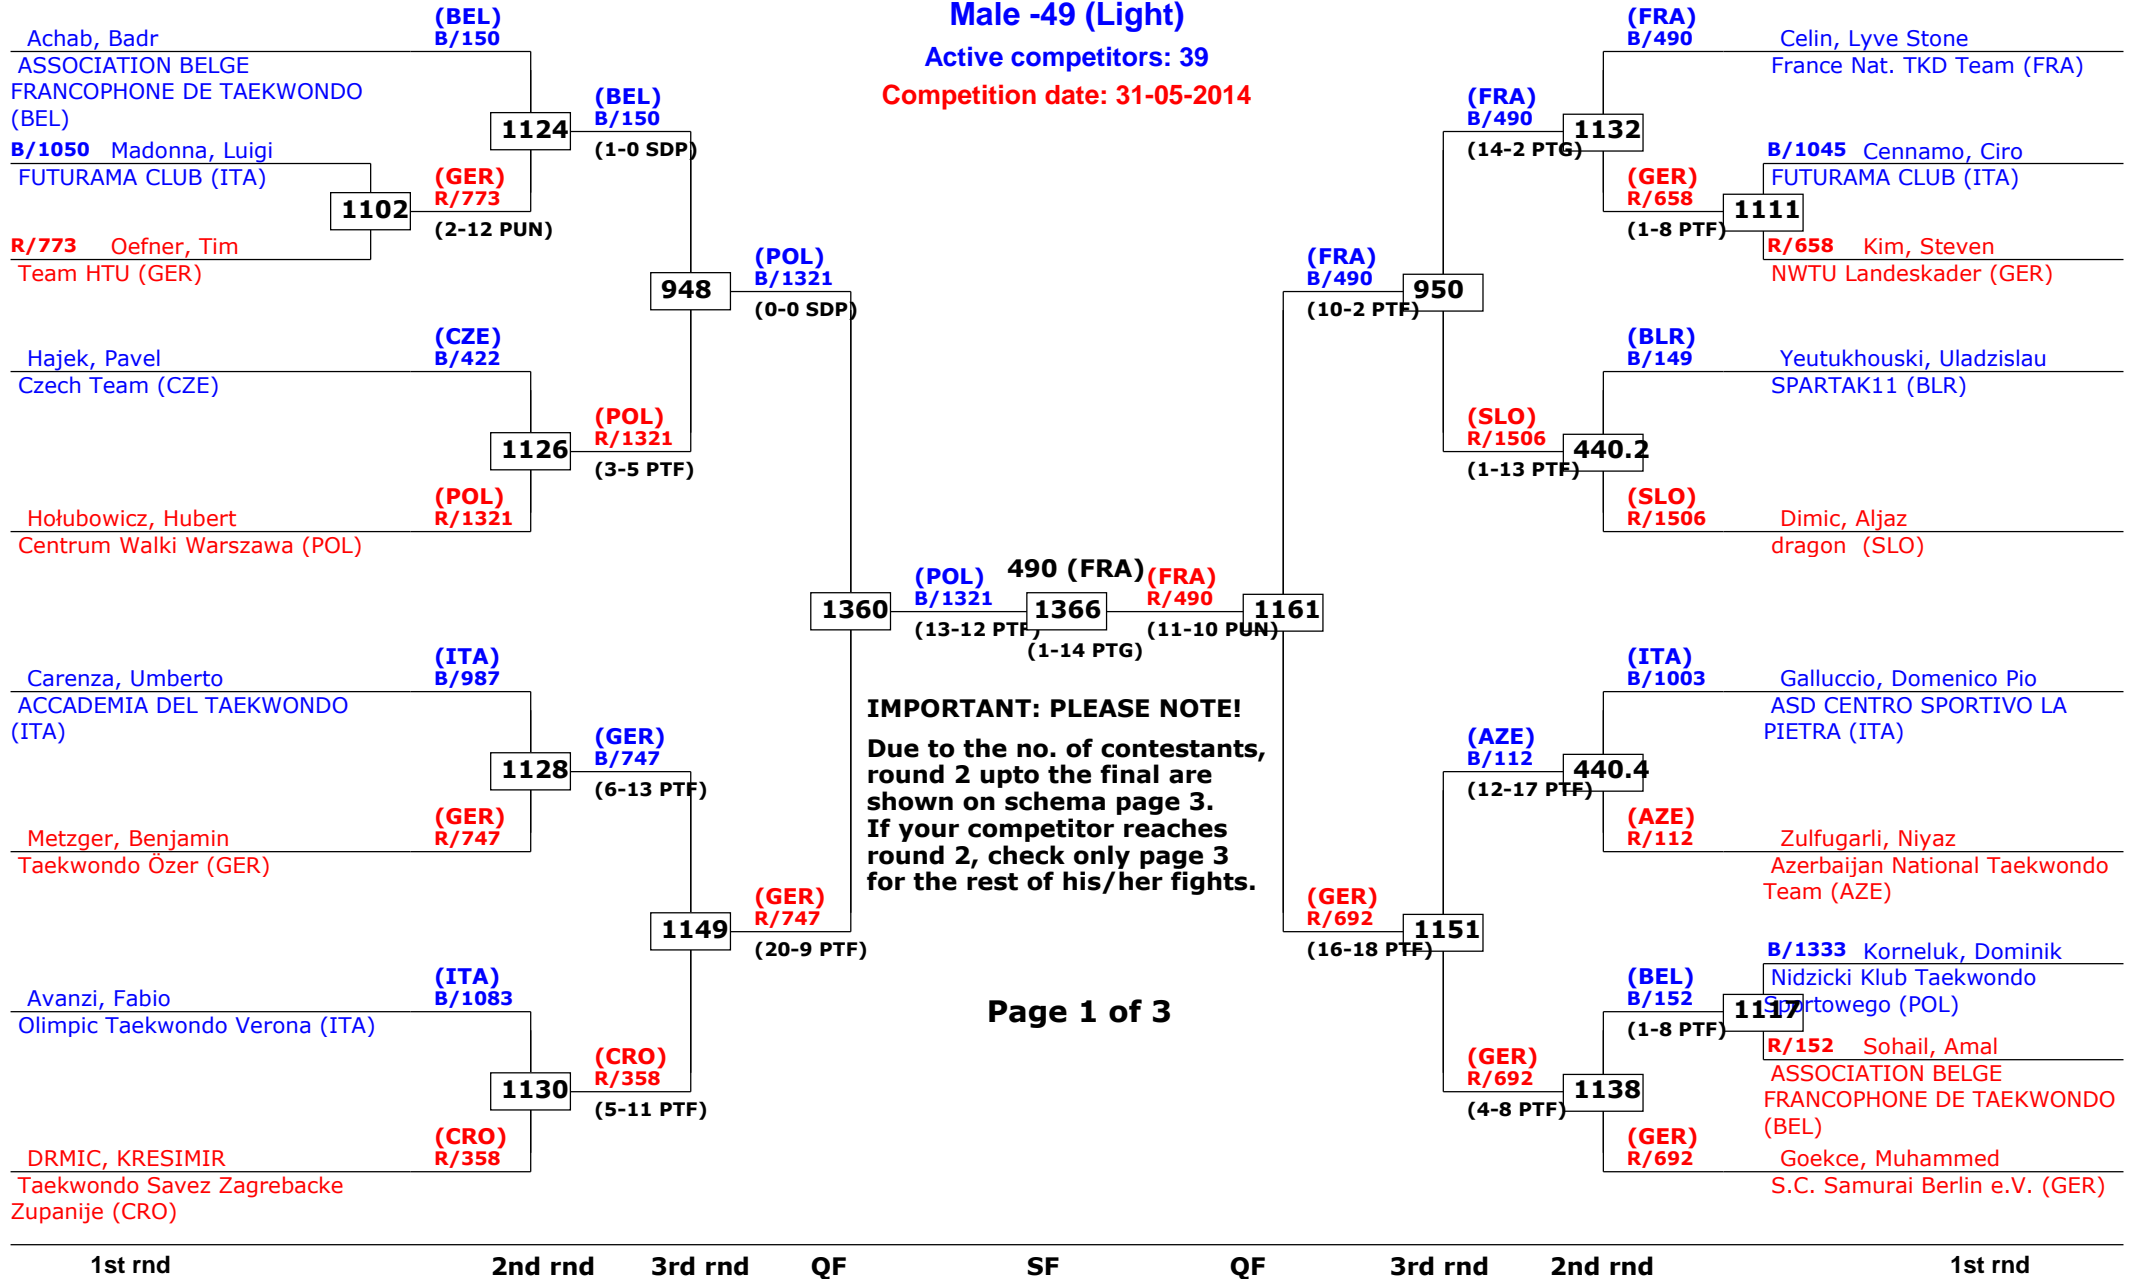 Male -49 (Light)
Active competitors: 39
Competition date: 31-05-2014
(BEL)
Achab, Badr B/150
ASSOCIATION BELGE
FRANCOPHONE DE TAEKWONDO
(BEL)
B/1050 Madonna, Luigi
FUTURAMA CLUB (ITA)
1102
R/773 Oefner, Tim
Team HTU (GER)
(GER)
R/773
(2-12 PUN)
1124
(BEL)
B/150
(1-0 SDP)
(CZE)
Hajek, Pavel B/422
Czech Team (CZE)
1126
(POL)
Hołubowicz, Hubert R/1321
Centrum Walki Warszawa (POL)
(POL)
R/1321
(3-5 PTF)
948
(POL)
B/1321
(0-0 SDP)
(ITA)
Carenza, Umberto B/987
ACCADEMIA DEL TAEKWONDO
(ITA)
1128
(GER)
Metzger, Benjamin R/747
Taekwondo Özer (GER)
(GER)
B/747
(6-13 PTF)
(ITA)
Avanzi, Fabio B/1083
Olimpic Taekwondo Verona (ITA)
1130
(CRO)
DRMIC, KRESIMIR R/358
Taekwondo Savez Zagrebacke
Zupanije (CRO)
(CRO)
R/358
(5-11 PTF)
1149
(GER)
R/747
(20-9 PTF)
1360
(POL)
B/1321
(13-12 PTF)
490 (FRA)
1366
(1-14 PTG)
(FRA)
R/490
(11-10 PUN)
1161
IMPORTANT: PLEASE NOTE!
Due to the no. of contestants,
round 2 upto the final are
shown on schema page 3.
If your competitor reaches
round 2, check only page 3
for the rest of his/her fights.
Page 1 of 3
(FRA)
B/490
(10-2 PTF)
950
(FRA)
B/490
(14-2 PTG)
1132
(FRA)
B/490 Celin, Lyve Stone
France Nat. TKD Team (FRA)
(GER)
R/658
(1-8 PTF)
1111
B/1045 Cennamo, Ciro
FUTURAMA CLUB (ITA)
R/658 Kim, Steven
NWTU Landeskader (GER)
(SLO)
R/1506
(1-13 PTF)
440.2
(BLR)
B/149 Yeutukhouski, Uladzislau
SPARTAK11 (BLR)
(SLO)
R/1506 Dimic, Aljaz
dragon (SLO)
(GER)
R/692
(16-18 PTF)
1151
(AZE)
B/112
(12-17 PTF)
440.4
(ITA)
B/1003 Galluccio, Domenico Pio
ASD CENTRO SPORTIVO LA
PIETRA (ITA)
(AZE)
R/112 Zulfugarli, Niyaz
Azerbaijan National Taekwondo
Team (AZE)
(GER)
R/692
(4-8 PTF)
1138
(BEL)
B/152
(1-8 PTF)
1117
B/1333 Korneluk, Dominik
Nidzicki Klub Taekwondo
Sportowego (POL)
R/152 Sohail, Amal
ASSOCIATION BELGE
FRANCOPHONE DE TAEKWONDO
(BEL)
(GER)
R/692 Goekce, Muhammed
S.C. Samurai Berlin e.V. (GER)
1st rnd 2nd rnd 3rd rnd QF SF QF 3rd rnd 2nd rnd 1st rnd